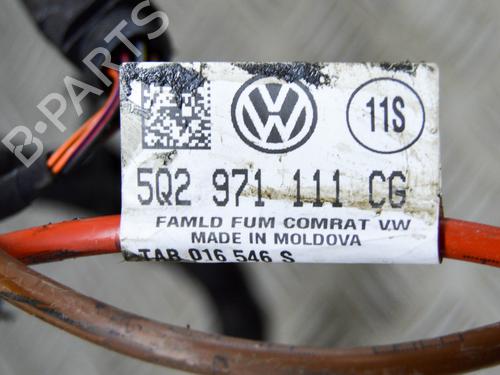 B-PARTS
11S
5Q2 971 111 CG
FAMLD FUM COMRAT VW
MADE IN MOLDOVA
TAB 016 546 S